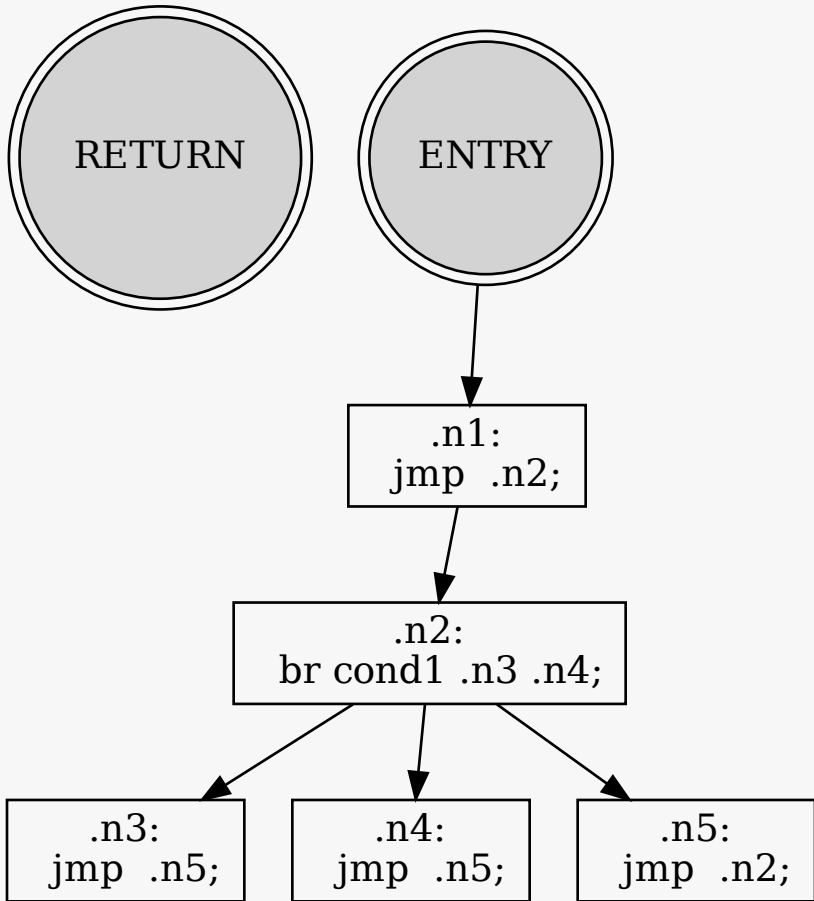 RETURN
ENTRY
.n1:
jmp  .n2;
.n2:
br cond1 .n3 .n4;
.n3:
jmp  .n5;
.n4:
jmp  .n5;
.n5:
jmp  .n2;